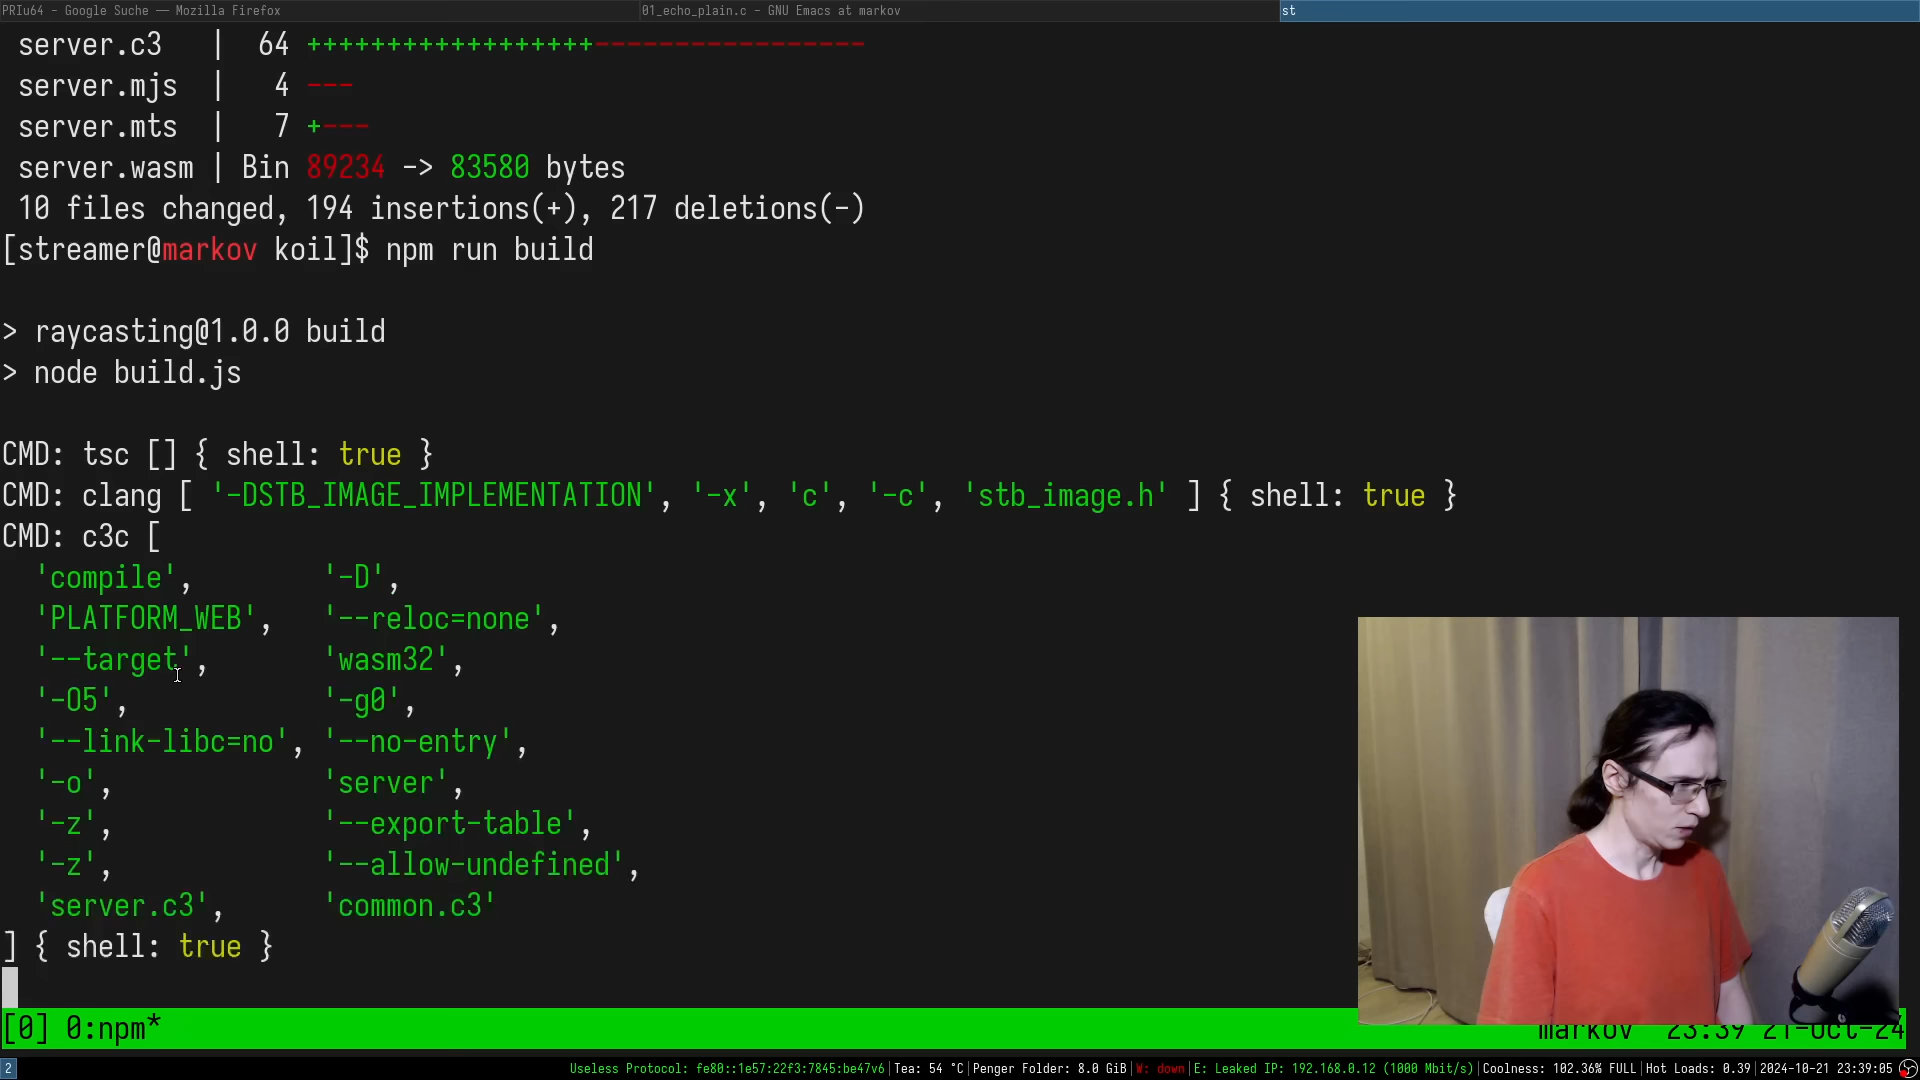 PRIu64 - Google Suche — Mozilla Firefox
01_echo_plain.c - GNU Emacs at markov
st
server.c3 | 64 ++++++++++++++++++-----------------
server.mjs | 4 ---
server.mts | 7 +---
server.wasm | Bin 89234 -> 83580 bytes
10 files changed, 194 insertions(+), 217 deletions(-)
[streamer@markov koil]$ npm run build
> raycasting@1.0.0 build
> node build.js
CMD: tsc [] { shell: true }
CMD: clang [ '-DSTB_IMAGE_IMPLEMENTATION', '-x', 'c', '-c', 'stb_image.h' ] { shell: true }
CMD: c3c [
'compile', '-D',
'PLATFORM_WEB', '--reloc=none',
'--target', 'wasm32',
'-O5', '-g0',
'--link-libc=no', '--no-entry',
'-o', 'server',
'-z', '--export-table',
'-z', '--allow-undefined',
'server.c3', 'common.c3'
] { shell: true }
[0] 0:npm* markov 23:39 21-Oct-24
2 Useless Protocol: fe80::1e57:22f3:7845:be47v6|Tea: 54 °C|Penger Folder: 8.0 GiB|W: down|E: Leaked IP: 192.168.0.12 (1000 Mbit/s)|Coolness: 102.36% FULL|Hot Loads: 0.39|2024-10-21 23:39:05